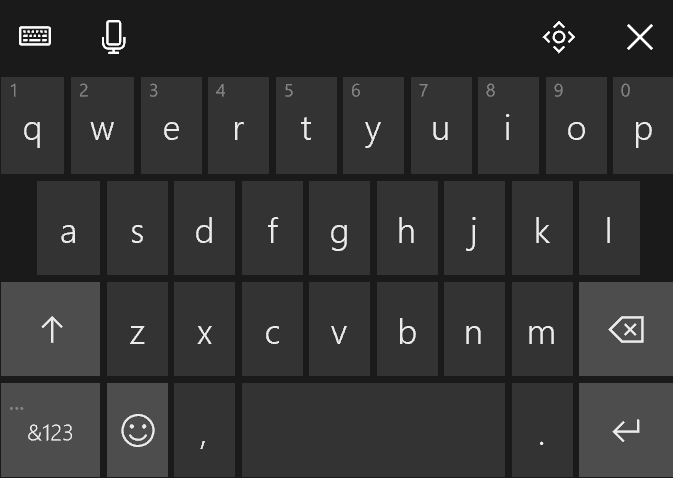 1 2 3 4 5 6 7 8 9 0
q w e r t y u i o p
a s d f g h j k l
z x c v b n m
... &123 , .